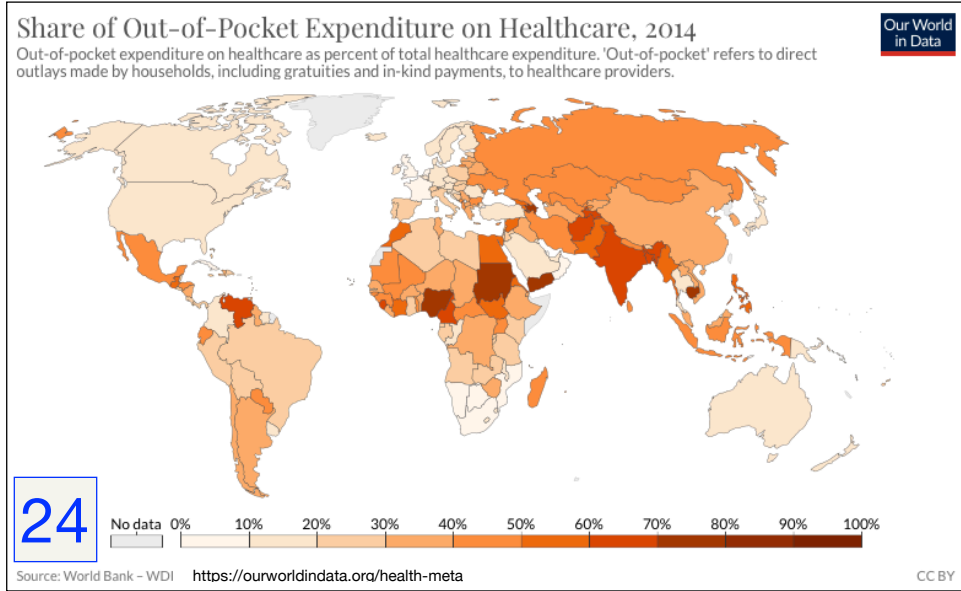 Share of Out-of-Pocket Expenditure on Healthcare, 2014
Our World
in Data
Out-of-pocket expenditure on healthcare as percent of total healthcare expenditure. 'Out-of-pocket' refers to direct
outlays made by households, including gratuities and in-kind payments, to healthcare providers.
24
No data 0% 10% 20% 30% 40% 50% 60% 70% 80% 90% 100%
Source: World Bank – WDI https://ourworldindata.org/health-meta CC BY